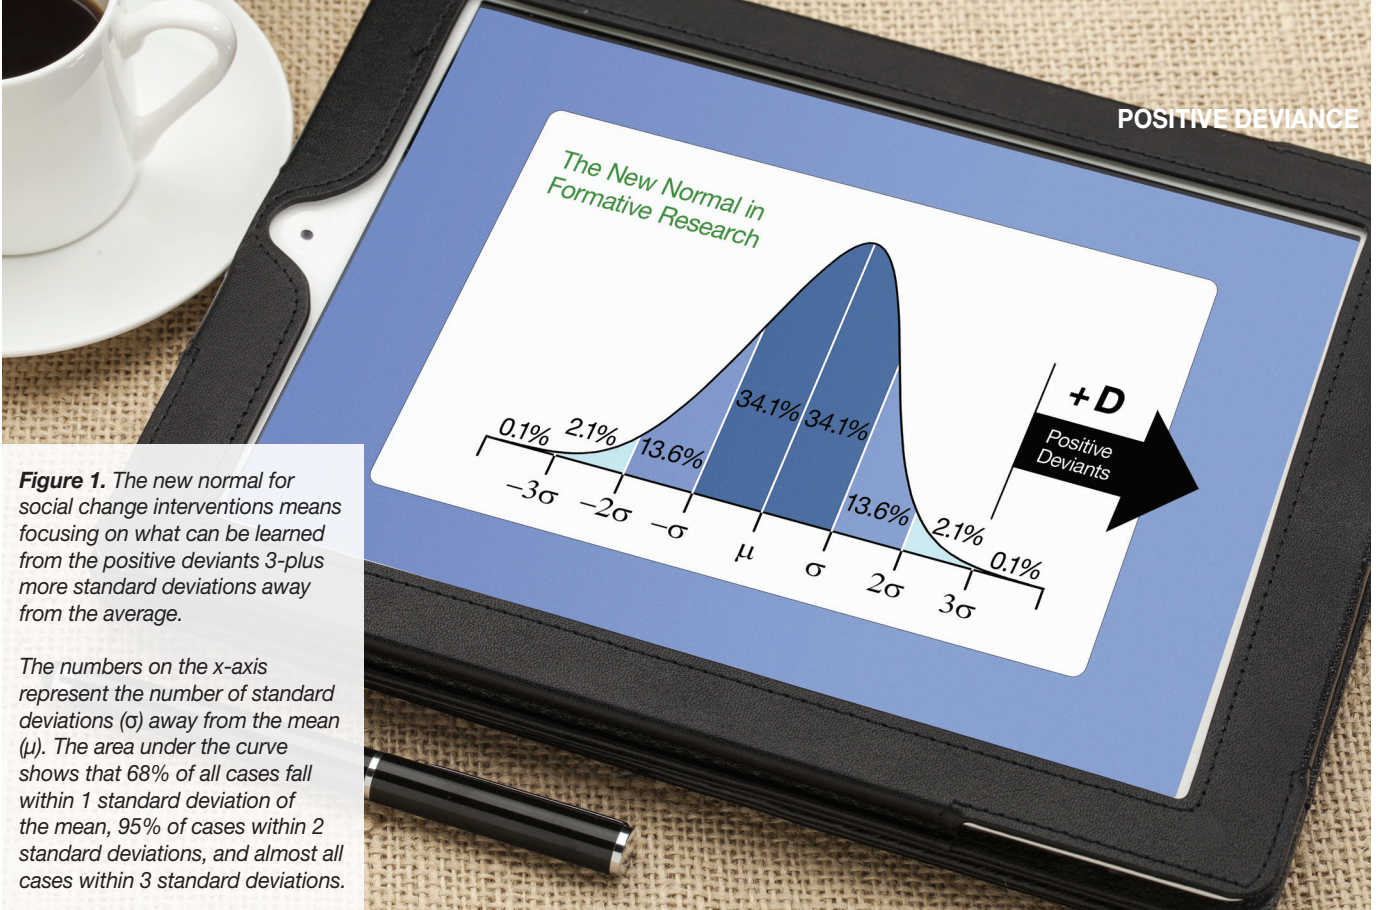 POSITIVE DEVIANCE
The New Normal in
Formative Research
+D
Positive
Deviants
0.1%
2.1%
13.6%
34.1%
34.1%
13.6%
2.1%
0.1%
−3σ
−2σ
−σ
μ
σ
2σ
3σ
Figure 1. The new normal for
social change interventions means
focusing on what can be learned
from the positive deviants 3-plus
more standard deviations away
from the average.
The numbers on the x-axis
represent the number of standard
deviations (σ) away from the mean
(μ). The area under the curve
shows that 68% of all cases fall
within 1 standard deviation of
the mean, 95% of cases within 2
standard deviations, and almost all
cases within 3 standard deviations.